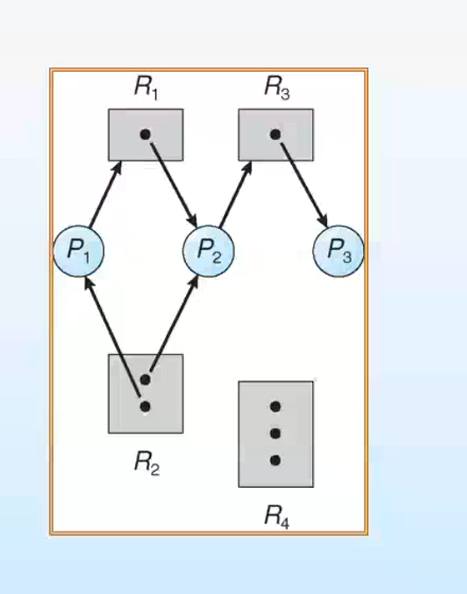 R₁ R₃
P₁ P₂ P₃
R₂
R₄